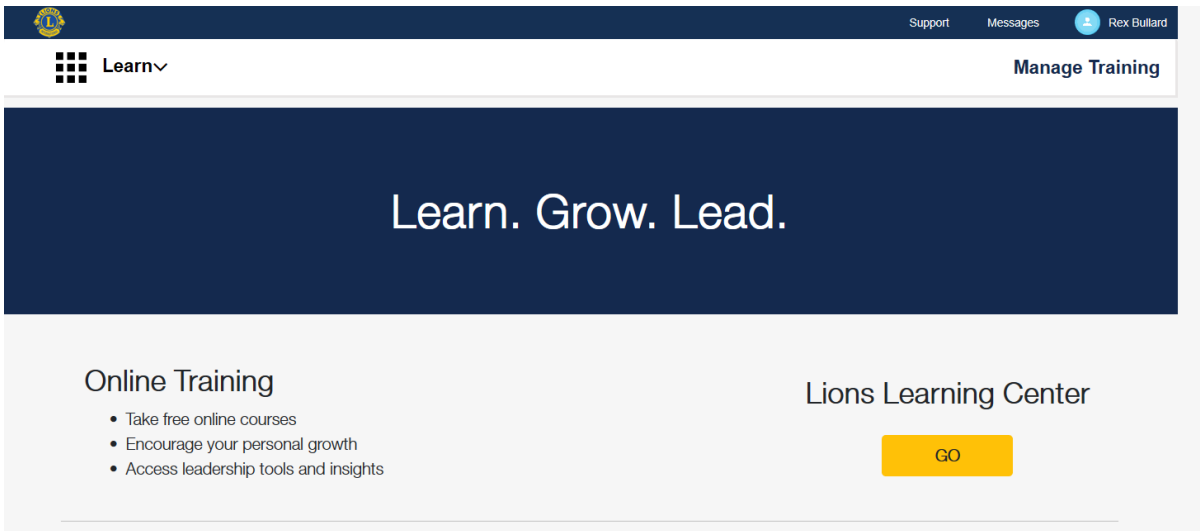 LIONS
L
Support Messages Rex Bullard
Learn
Manage Training
Learn. Grow. Lead.
Online Training
• Take free online courses
• Encourage your personal growth
• Access leadership tools and insights
Lions Learning Center
GO